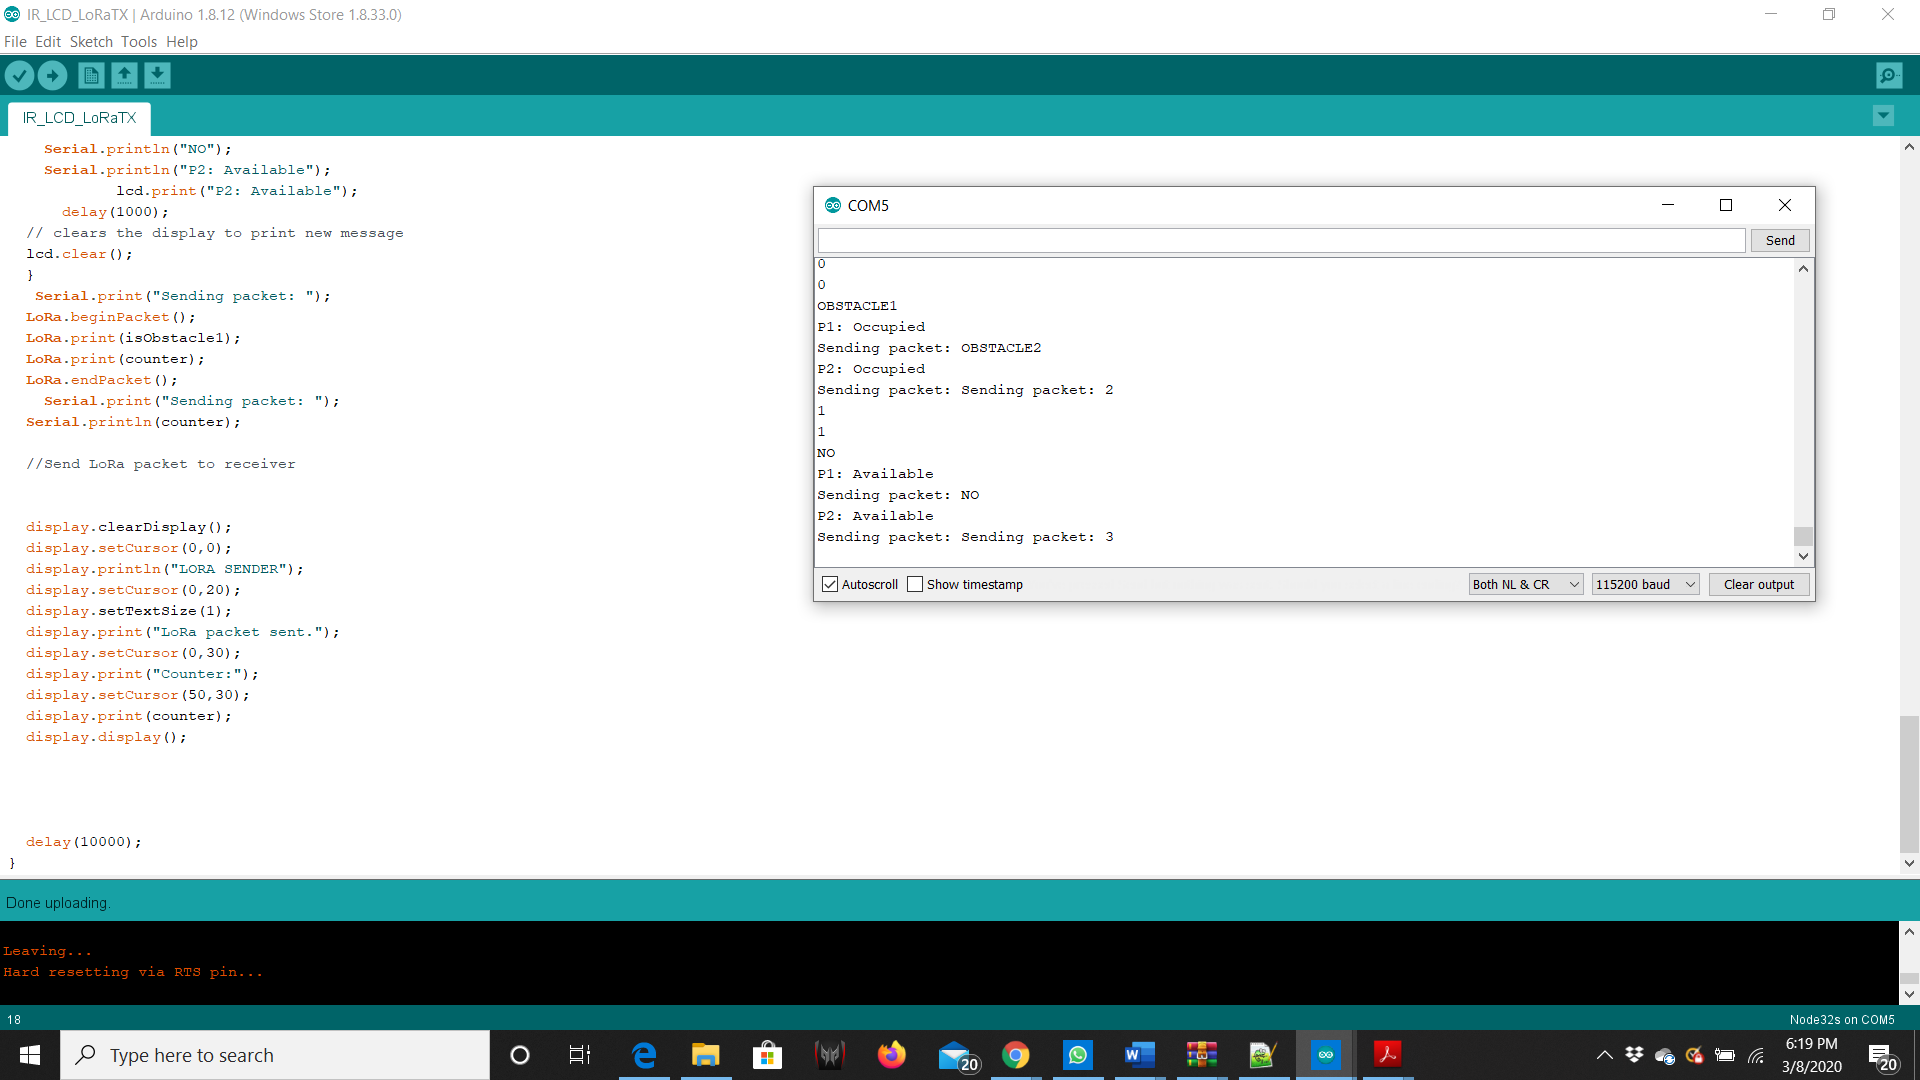 IR_LCD_LoRaTX | Arduino 1.8.12 (Windows Store 1.8.33.0)
File Edit Sketch Tools Help
IR_LCD_LoRaTX
Serial.println("NO");
Serial.println("P2: Available");
lcd.print("P2: Available");
delay(1000);
// clears the display to print new message
lcd.clear();
}
Serial.print("Sending packet: ");
LoRa.beginPacket();
LoRa.print(isObstacle1);
LoRa.print(counter);
LoRa.endPacket();
Serial.print("Sending packet: ");
Serial.println(counter);
//Send LoRa packet to receiver
display.clearDisplay();
display.setCursor(0,0);
display.println("LORA SENDER");
display.setCursor(0,20);
display.setTextSize(1);
display.print("LoRa packet sent.");
display.setCursor(0,30);
display.print("Counter:");
display.setCursor(50,30);
display.print(counter);
display.display();
delay(10000);
}
COM5
Send
0
0
OBSTACLE1
P1: Occupied
Sending packet: OBSTACLE2
P2: Occupied
Sending packet: Sending packet: 2
1
1
NO
P1: Available
Sending packet: NO
P2: Available
Sending packet: Sending packet: 3
Autoscroll Show timestamp Both NL & CR 115200 baud Clear output
Done uploading.
Leaving...
Hard resetting via RTS pin...
18 Node32s on COM5
Type here to search
20
W
6:19 PM
3/8/2020
20